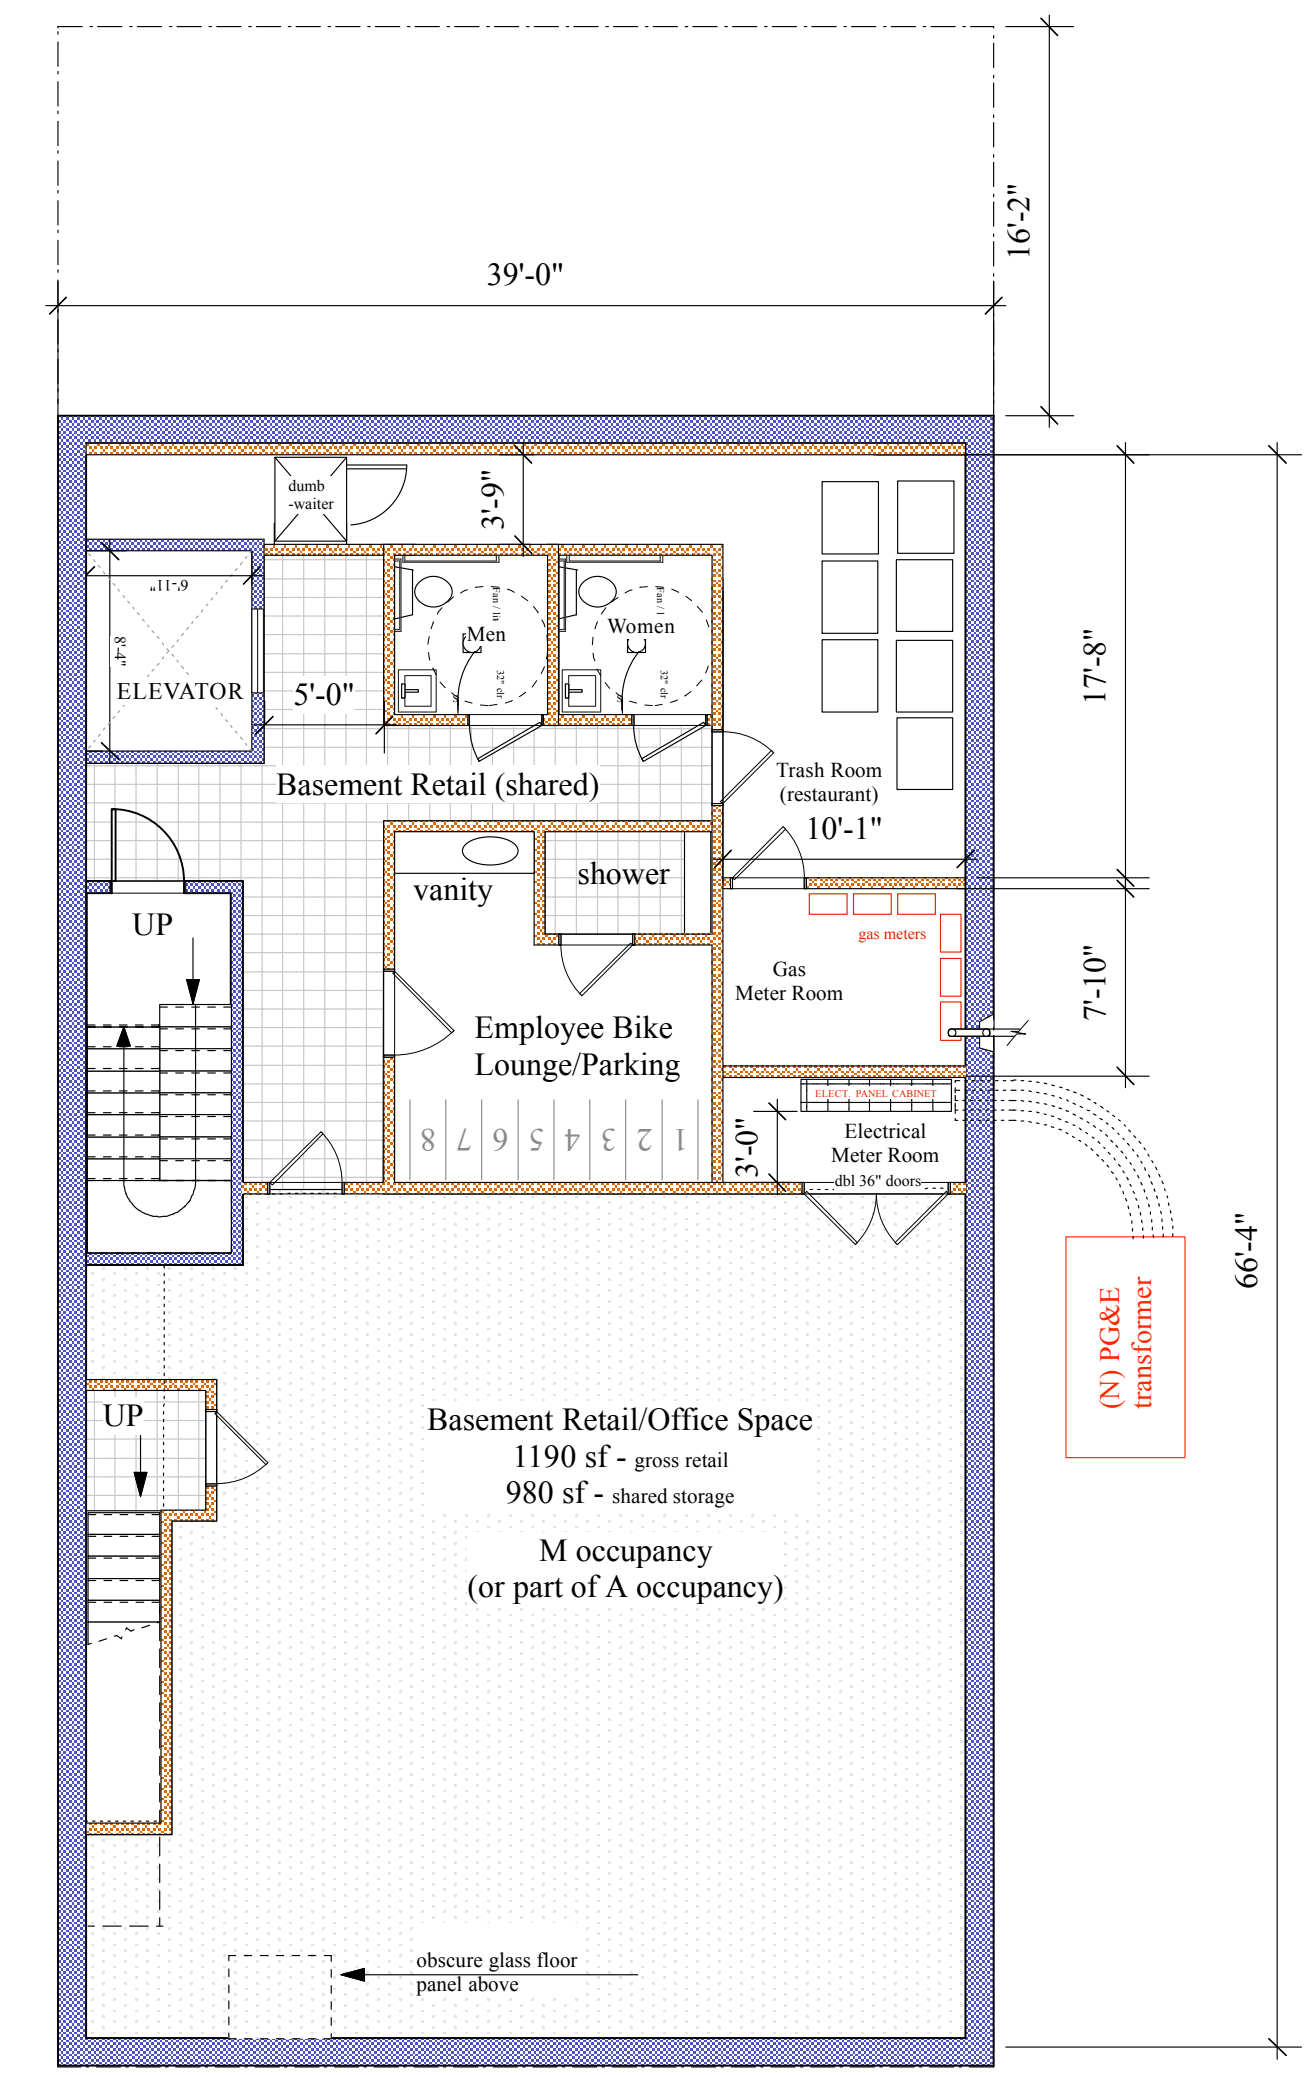 16'-2"
39'-0"
dumb
-waiter
3'-9"
6'-11"
8'-4"
ELEVATOR
5'-0"
Fan /
Men
32" clr
Fan /
Women
32" clr
17'-8"
Basement Retail (shared)
Trash Room
(restaurant)
10'-1"
vanity
shower
UP
gas meters
Gas
Meter Room
7'-10"
Employee Bike
Lounge/Parking
ELECT. PANEL CABINET
8 7 6 5 4 3 2 1
3'-0"
Electrical
Meter Room
dbl 36" doors
66'-4"
(N) PG&E
transformer
UP
Basement Retail/Office Space
1190 sf - gross retail
980 sf - shared storage
M occupancy
(or part of A occupancy)
obscure glass floor
panel above